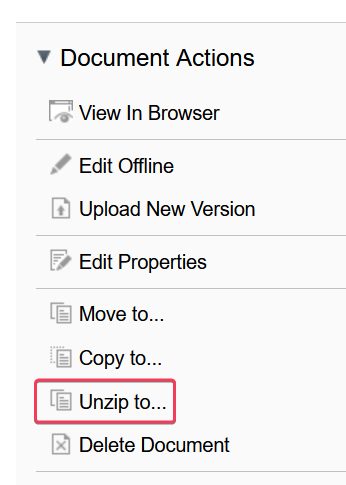 Document Actions
View In Browser
Edit Offline
Upload New Version
Edit Properties
Move to...
Copy to...
Unzip to...
Delete Document